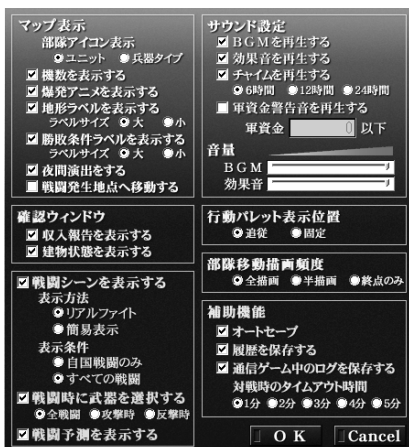 マップ表示
部隊アイコン表示
ユニット 兵器タイプ
機数を表示する
爆発アニメを表示する
地形ラベルを表示する
ラベルサイズ 大 小
勝敗条件ラベルを表示する
ラベルサイズ 大 小
夜間演出をする
戦闘発生地点へ移動する
確認ウィンドウ
収入報告を表示する
建物状態を表示する
戦闘シーンを表示する
表示方法
リアルファイト
簡易表示
表示条件
自国戦闘のみ
すべての戦闘
戦闘時に武器を選択する
全戦闘 攻撃時 反撃時
戦闘予測を表示する
サウンド設定
BGMを再生する
効果音を再生する
チャイムを再生する
6時間 12時間 24時間
軍資金警告音を再生する
軍資金 0 以下
音量
BGM
効果音
行動パレット表示位置
追従 固定
部隊移動描画頻度
全描画 半描画 終点のみ
補助機能
オートセーブ
履歴を保存する
通信ゲーム中のログを保存する
対戦時のタイムアウト時間
1分 2分 3分 4分 5分
OK Cancel